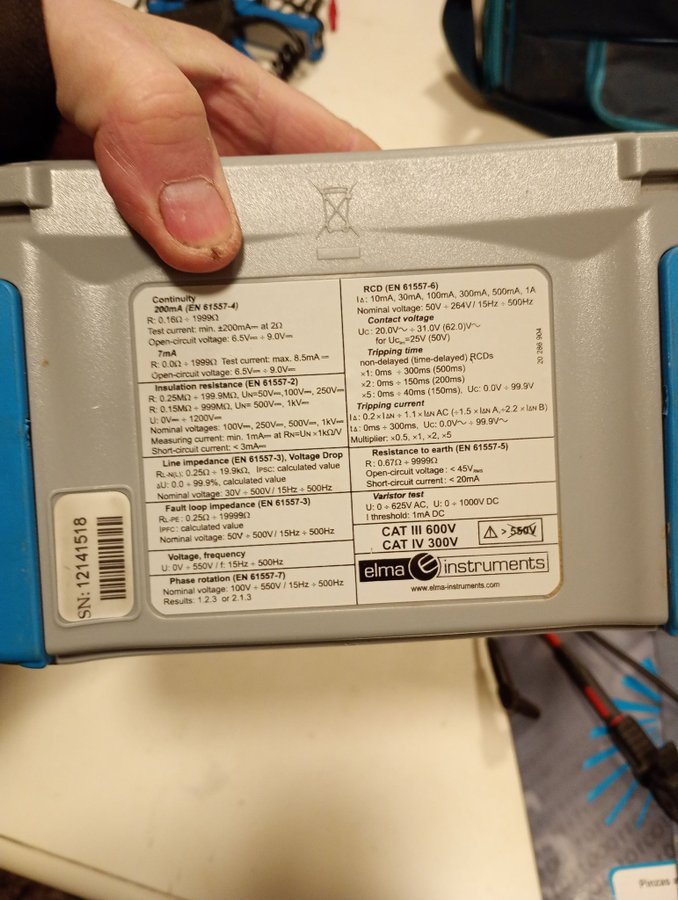 Continuity
200mA (EN 61557-4)
R: 0.16Ω ÷ 1999Ω
Test current: min. ±200mA⎓ at 2Ω
Open-circuit voltage: 6.5V⎓ ÷ 9.0V⎓
7mA
R: 0.0Ω ÷ 1999Ω Test current: max. 8.5mA⎓
Open-circuit voltage: 6.5V⎓ ÷ 9.0V⎓
Insulation resistance (EN 61557-2)
R: 0.25MΩ ÷ 199.9MΩ, UN=50V⎓,100V⎓, 250V⎓
R: 0.15MΩ ÷ 999MΩ, UN= 500V⎓, 1kV⎓
U: 0V⎓ ÷ 1200V⎓
Nominal voltages: 100V⎓, 250V⎓, 500V⎓, 1kV⎓
Measuring current: min. 1mA⎓ at RN=UN ×1kΩ/V
Short-circuit current: < 3mA⎓
Line impedance (EN 61557-3), Voltage Drop
RL-N(L): 0.25Ω ÷ 19.9kΩ, IPSC: calculated value
ΔU: 0.0 ÷ 99.9%, calculated value
Nominal voltage: 30V ÷ 500V / 15Hz ÷ 500Hz
Fault loop impedance (EN 61557-3)
RL-PE: 0.25Ω ÷ 19999Ω
IPFC: calculated value
Nominal voltage: 50V ÷ 500V / 15Hz ÷ 500Hz
Voltage, frequency
U: 0V ÷ 550V / f: 15Hz ÷ 500Hz
Phase rotation (EN 61557-7)
Nominal voltage: 100V ÷ 550V / 15Hz ÷ 500Hz
Results: 1.2.3 or 2.1.3
RCD (EN 61557-6)
IΔ: 10mA, 30mA, 100mA, 300mA, 500mA, 1A
Nominal voltage: 50V ÷ 264V / 15Hz ÷ 500Hz
Contact voltage
UC: 20.0V~ ÷ 31.0V (62.0)V~
for UC=25V (50V)
Tripping time
non-delayed (time-delayed) RCDs
×1: 0ms ÷ 300ms (500ms)
×2: 0ms ÷ 150ms (200ms)
×5: 0ms ÷ 40ms (150ms), Uc: 0.0V ÷ 99.9V
Tripping current
IΔ: 0.2×IΔN ÷ 1.1×IΔN AC (÷1.5×IΔN A,÷2.2×IΔN B)
tΔ: 0ms ÷ 300ms, Uc: 0.0V~ ÷ 99.9V~
Multiplier: ×0.5, ×1, ×2, ×5
20 286 904
Resistance to earth (EN 61557-5)
R: 0.67Ω ÷ 9999Ω
Open-circuit voltage: < 45VRMS
Short-circuit current: < 20mA
Varistor test
U: 0 ÷ 625V AC, U: 0 ÷ 1000V DC
I threshold: 1mA DC
CAT III 600V
CAT IV 300V
> 550V
elma e instruments
www.elma-instruments.com
SN: 12141518
Pinzas